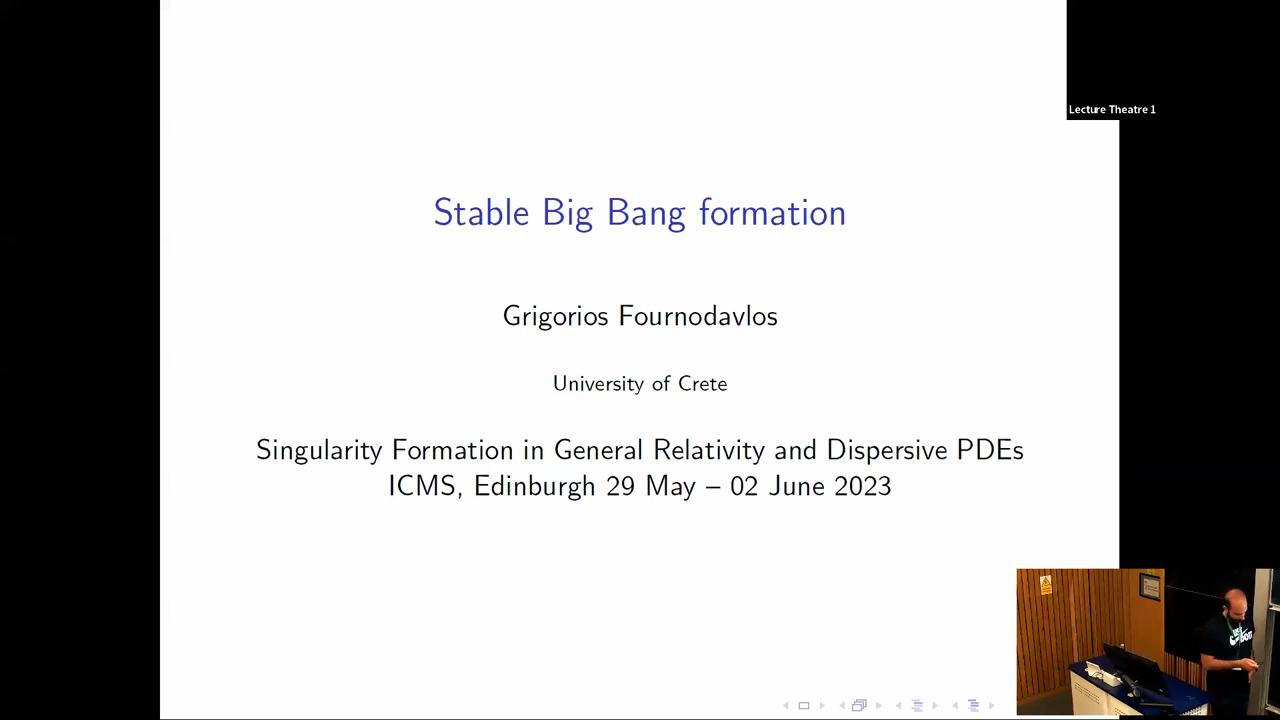 Lecture Theatre 1
Stable Big Bang formation
Grigorios Fournodavlos
University of Crete
Singularity Formation in General Relativity and Dispersive PDEs
ICMS, Edinburgh 29 May – 02 June 2023